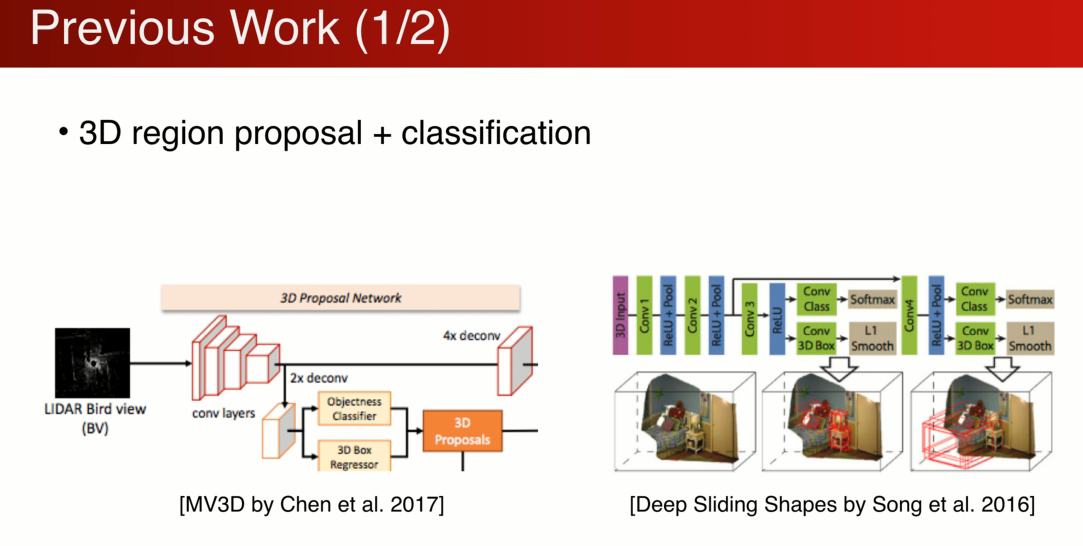 Previous Work (1/2)
• 3D region proposal + classification
3D Proposal Network
LIDAR Bird view
(BV)
conv layers
2x deconv
4x deconv
Objectness
Classifier
3D Box
Regressor
3D
Proposals
[MV3D by Chen et al. 2017]
3D Input
Conv 1
ReLU + Pool
Conv 2
ReLU + Pool
Conv 3
ReLU
Conv
Class
Softmax
Conv
3D Box
L1
Smooth
Conv4
ReLU + Pool
Conv
Class
Softmax
Conv
3D Box
L1
Smooth
[Deep Sliding Shapes by Song et al. 2016]